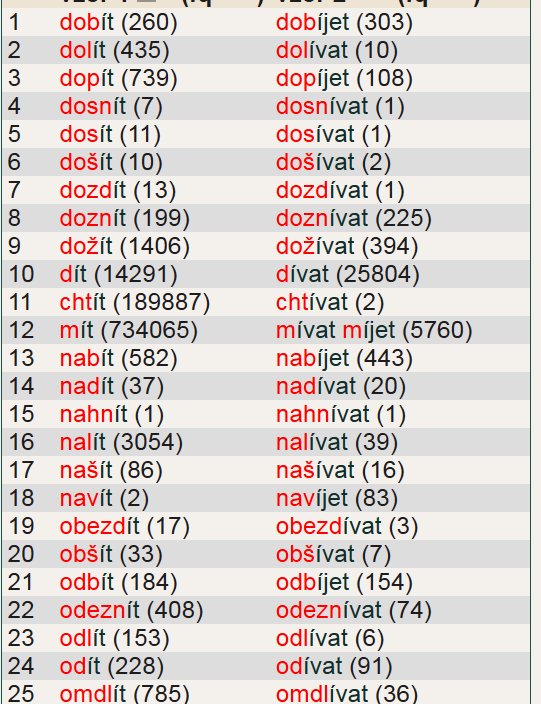 1 dobít (260) dobíjet (303)
2 dolít (435) dolívat (10)
3 dopít (739) dopíjet (108)
4 dosnít (7) dosnívat (1)
5 dosít (11) dosívat (1)
6 došít (10) došívat (2)
7 dozdít (13) dozdívat (1)
8 doznít (199) doznívat (225)
9 dožít (1406) dožívat (394)
10 dít (14291) dívat (25804)
11 chtít (189887) chtívat (2)
12 mít (734065) mívat míjet (5760)
13 nabít (582) nabíjet (443)
14 nadít (37) nadívat (20)
15 nahnít (1) nahnívat (1)
16 nalít (3054) nalívat (39)
17 našít (86) našívat (16)
18 navít (2) navíjet (83)
19 obezdít (17) obezdívat (3)
20 obšít (33) obšívat (7)
21 odbít (184) odbíjet (154)
22 odeznít (408) odeznívat (74)
23 odlít (153) odlívat (6)
24 odít (228) odívat (91)
25 omdlít (785) omdlívat (36)